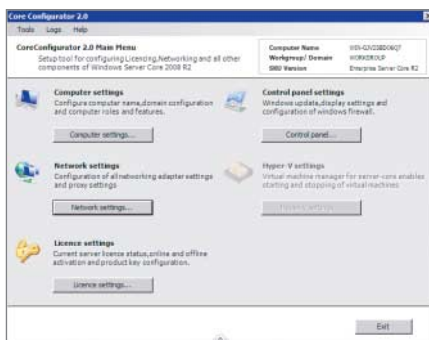 Core Configurator 2.0
Tools Logs Help
CoreConfigurator 2.0 Main Menu
Setup tool for configuring Licencing,Networking and all other
components of Windows Server Core 2008 R2
Computer Name
Workgroup/ Domain WORKGROUP
SKU Version Enterprise Server Core R2
Computer settings
Configure computer name,domain configuration
and computer roles and features.
Computer settings...
Control panel settings
Windows update,display settings and
configuration of windows firewall.
Control panel...
Network settings
Configuration of all networking adapter settings
and proxy settings
Network settings...
Hyper-V settings
Virtual machine manager for server-core enables
starting and stopping of virtual machines
Licence settings
Current server licence status,online and offline
activation and product key configuration.
Licence settings...
Exit